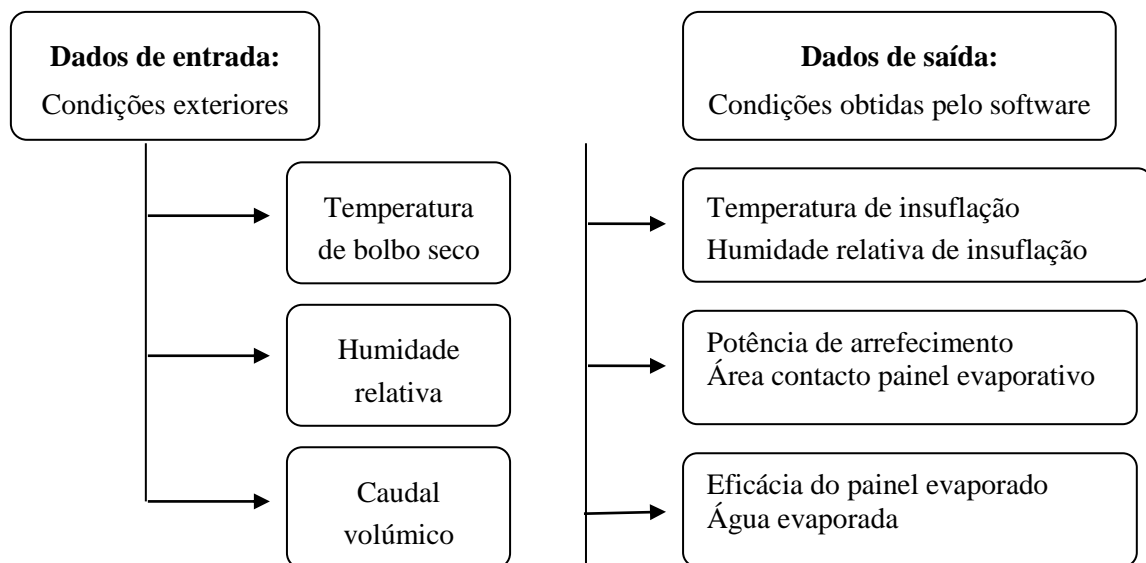 Dados de entrada:
Condições exteriores
Temperatura
de bolbo seco
Humidade
relativa
Caudal
volúmico
Dados de saída:
Condições obtidas pelo software
Temperatura de insuflação
Humidade relativa de insuflação
Potência de arrefecimento
Área contacto painel evaporativo
Eficácia do painel evaporado
Água evaporada